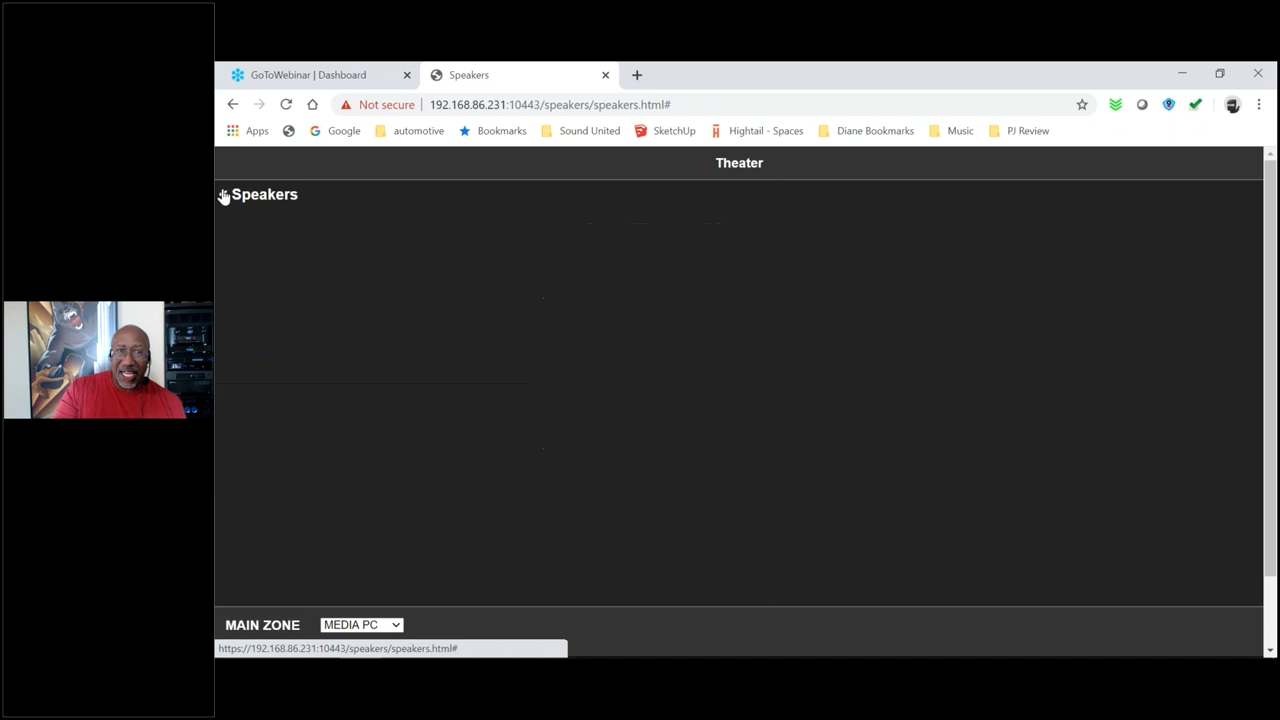 GoToWebinar | Dashboard
Speakers
Not secure
192.168.86.231:10443/speakers/speakers.html#
Apps
Google
automotive
Bookmarks
Sound United
SketchUp
Hightail - Spaces
Diane Bookmarks
Music
PJ Review
Theater
Speakers
MAIN ZONE
MEDIA PC
https://192.168.86.231:10443/speakers/speakers.html#